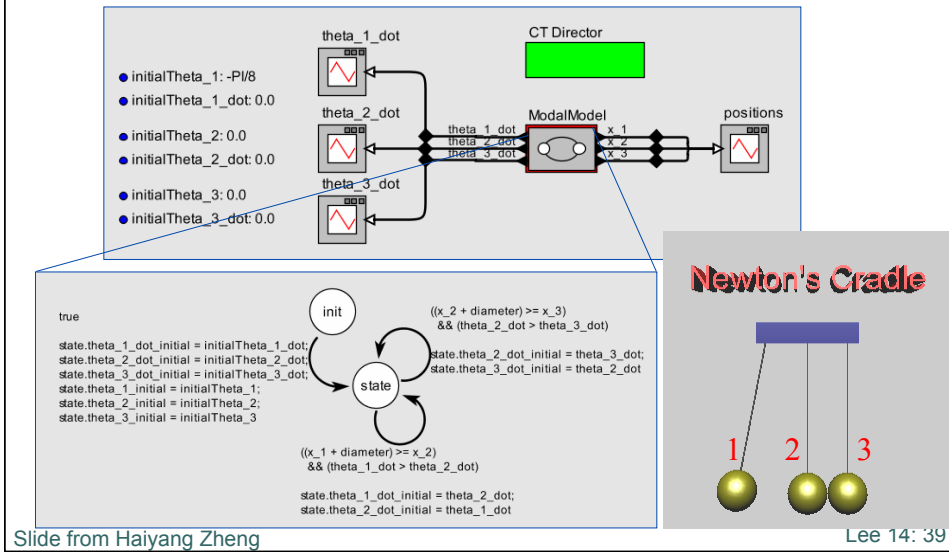 theta_1_dot
CT Director
initialTheta_1: -PI/8
initialTheta_1_dot: 0.0
theta_2_dot
ModalModel
positions
initialTheta_2: 0.0
initialTheta_2_dot: 0.0
theta_1_dot
theta_2_dot
theta_3_dot
x_1
x_2
x_3
theta_3_dot
initialTheta_3: 0.0
initialTheta_3_dot: 0.0
true
state.theta_1_dot_initial = initialTheta_1_dot;
state.theta_2_dot_initial = initialTheta_2_dot;
state.theta_3_dot_initial = initialTheta_3_dot;
state.theta_1_initial = initialTheta_1;
state.theta_2_initial = initialTheta_2;
state.theta_3_initial = initialTheta_3
init
state
((x_2 + diameter) >= x_3)
&& (theta_2_dot > theta_3_dot)
state.theta_2_dot_initial = theta_3_dot;
state.theta_3_dot_initial = theta_2_dot
((x_1 + diameter) >= x_2)
&& (theta_1_dot > theta_2_dot)
state.theta_1_dot_initial = theta_2_dot;
state.theta_2_dot_initial = theta_1_dot
Newton's Cradle
1
2
3
Slide from Haiyang Zheng
Lee 14: 39